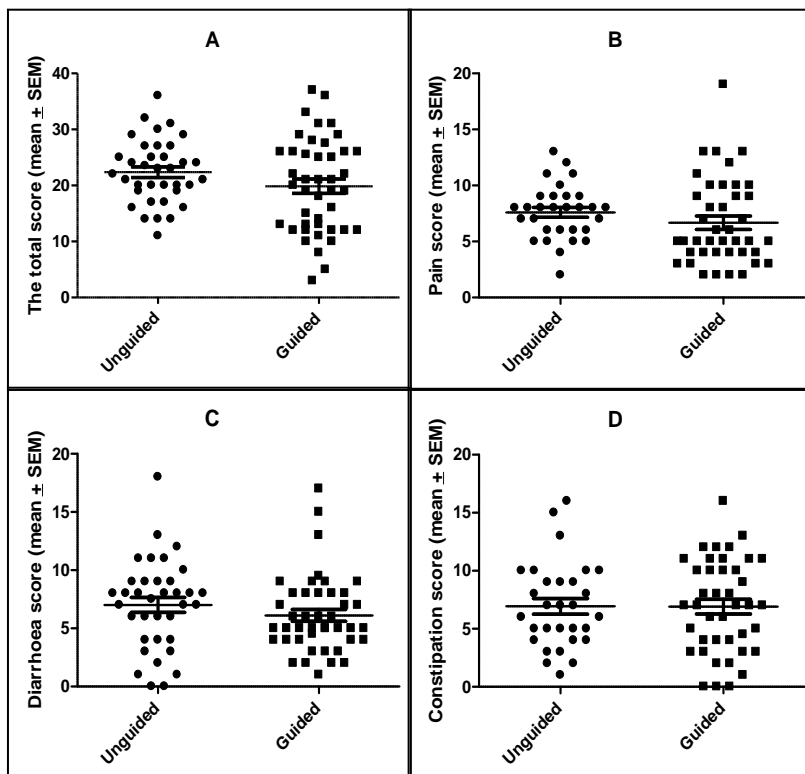 A
The total score (mean ± SEM)
40
30
20
10
0
Unguided
Guided
B
Pain score (mean ± SEM)
20
15
10
5
0
Unguided
Guided
C
Diarrhoea score (mean ± SEM)
20
15
10
5
0
Unguided
Guided
D
Constipation score (mean ± SEM)
20
15
10
5
0
Unguided
Guided